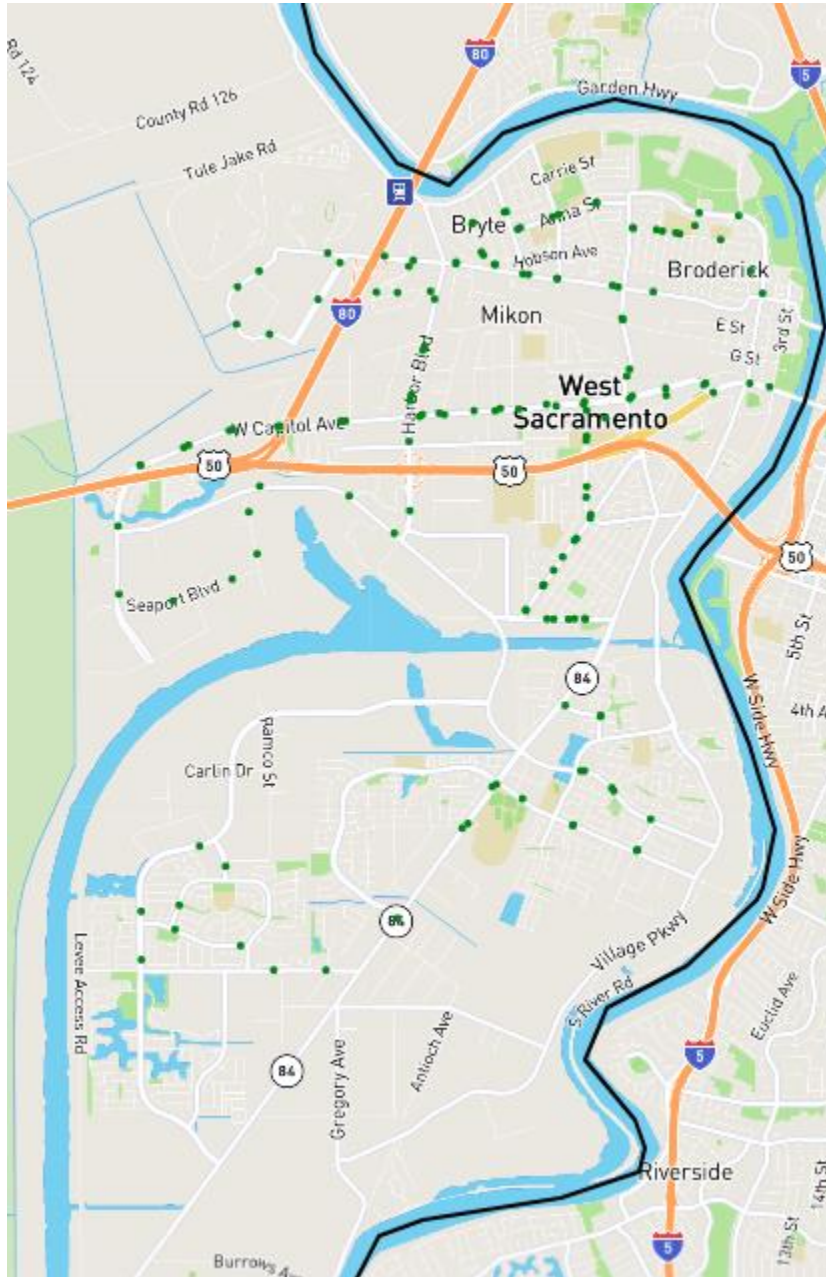 Rd 124
80
5
Garden Hwy
County Rd 126
Tule Jake Rd
Carrie St
Bryte
Anna St
Hobson Ave
Broderick
80
Mikon
E St
3rd St
G St
Harbor Blvd
West
Sacramento
W Capitol Ave
50
50
50
Seaport Blvd
5th St
84
W Side Hwy
4th A
Ramco St
Carlin Dr
W Side Hwy
84
Levee Access Rd
Village Pkwy
S River Rd
Euclid Ave
84
Antioch Ave
5
Gregory Ave
Riverside
14th St
13th St
5
Burrows A